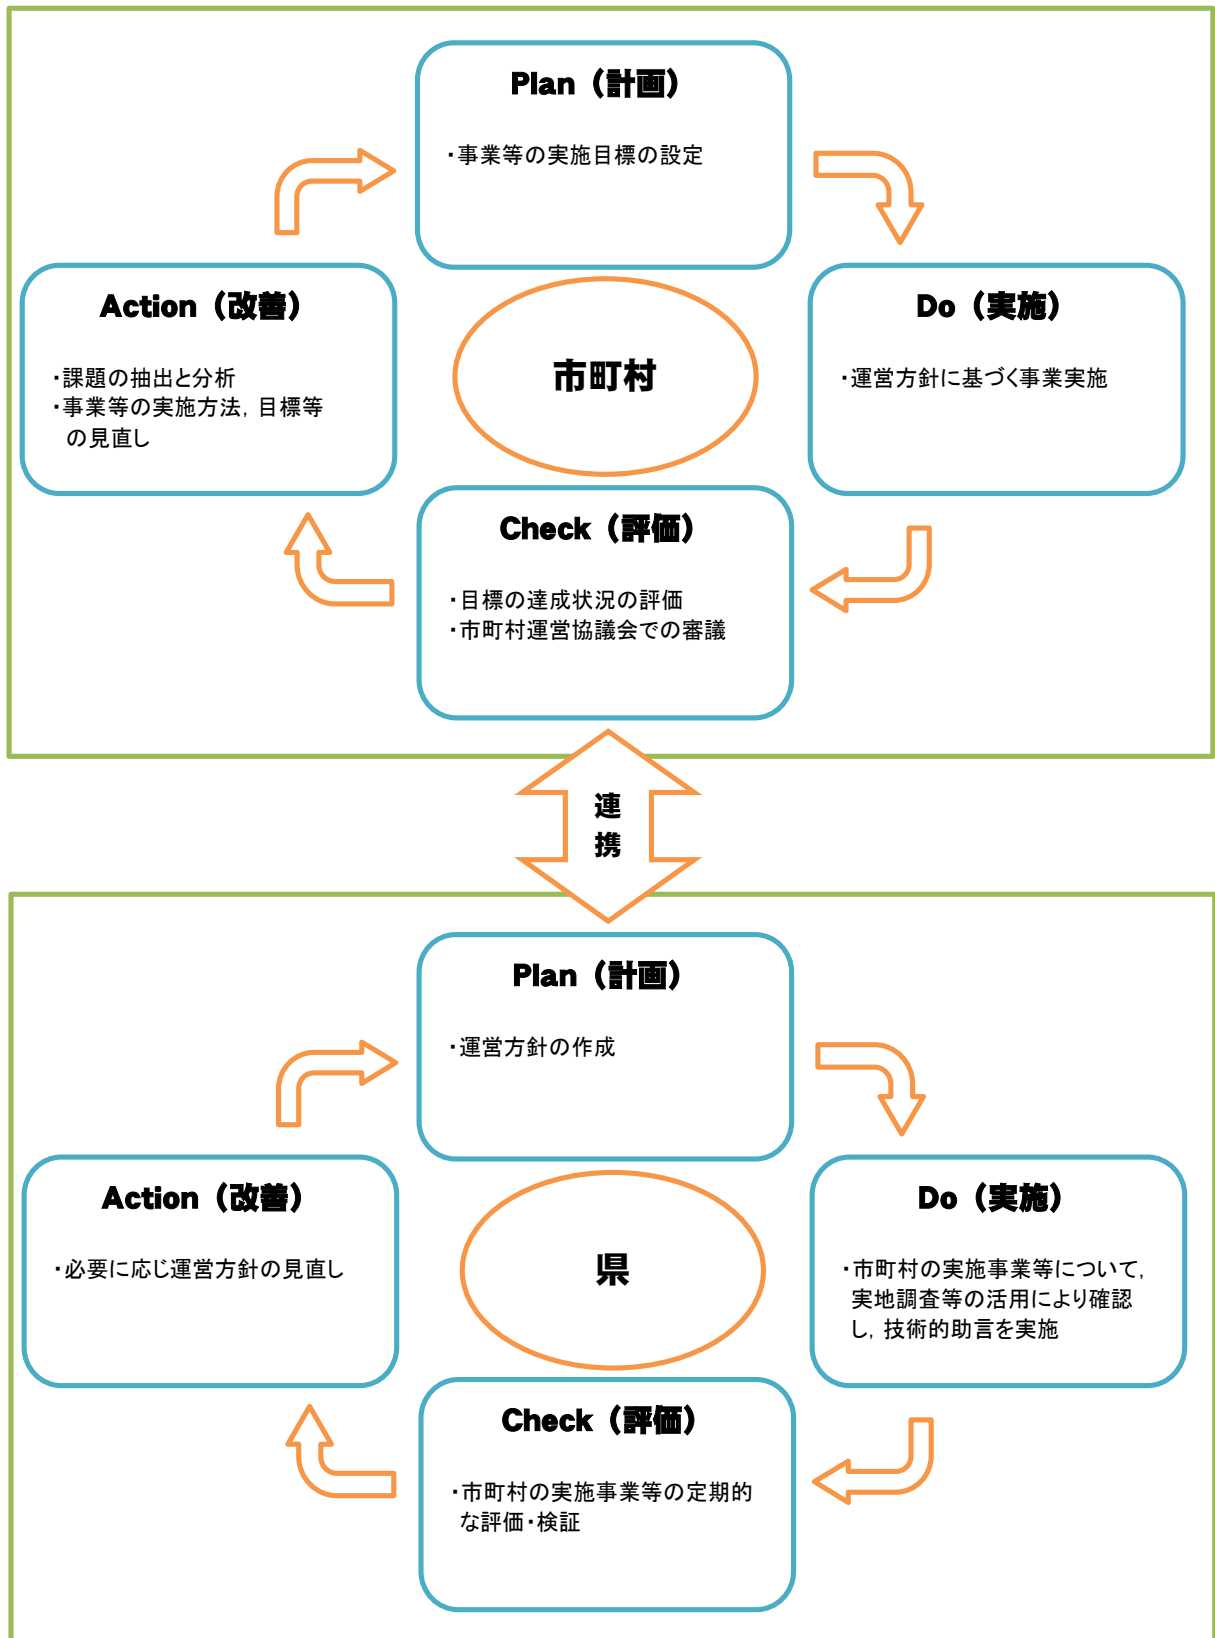 Plan（計画）
・事業等の実施目標の設定
Action（改善）
・課題の抽出と分析
・事業等の実施方法，目標等
の見直し
市町村
Do（実施）
・運営方針に基づく事業実施
Check（評価）
・目標の達成状況の評価
・市町村運営協議会での審議
連
携
Plan（計画）
・運営方針の作成
Action（改善）
・必要に応じ運営方針の見直し
県
Do（実施）
・市町村の実施事業等について，
実地調査等の活用により確認
し，技術的助言を実施
Check（評価）
・市町村の実施事業等の定期的
な評価・検証